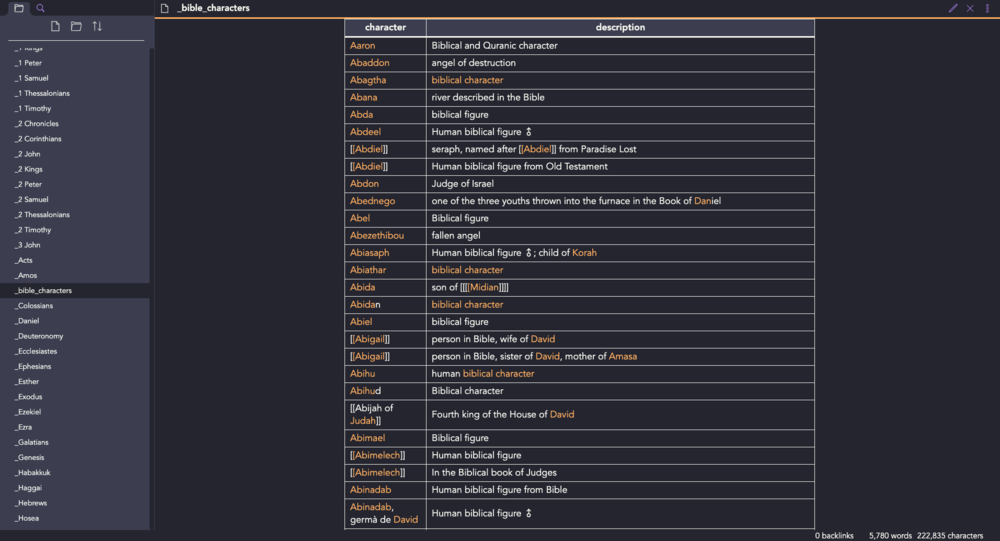 _bible_characters
_1 Kings
_1 Peter
_1 Samuel
_1 Thessalonians
_1 Timothy
_2 Chronicles
_2 Corinthians
_2 John
_2 Kings
_2 Peter
_2 Samuel
_2 Thessalonians
_2 Timothy
_3 John
_Acts
_Amos
_bible_characters
_Colossians
_Daniel
_Deuteronomy
_Ecclesiastes
_Ephesians
_Esther
_Exodus
_Ezekiel
_Ezra
_Galatians
_Genesis
_Habakkuk
_Haggai
_Hebrews
_Hosea
character description
Aaron Biblical and Quranic character
Abaddon angel of destruction
Abagtha biblical character
Abana river described in the Bible
Abda biblical figure
Abdeel Human biblical figure ⚨
[[Abdiel]] seraph, named after [[Abdiel]] from Paradise Lost
[[Abdiel]] Human biblical figure from Old Testament
Abdon Judge of Israel
Abednego one of the three youths thrown into the furnace in the Book of Daniel
Abel Biblical figure
Abezethibou fallen angel
Abiasaph Human biblical figure ⚨; child of Korah
Abiathar biblical character
Abida son of [[[[Midian]]]]
Abidan biblical character
Abiel biblical figure
[[Abigail]] person in Bible, wife of David
[[Abigail]] person in Bible, sister of David, mother of Amasa
Abihu human biblical character
Abihud Biblical character
[[Abijah of
Judah]] Fourth king of the House of David
Abimael Biblical figure
[[Abimelech]] Human biblical figure
[[Abimelech]] In the Biblical book of Judges
Abinadab Human biblical figure from Bible
Abinadab,
germà de David Human biblical figure ⚨
0 backlinks 5,780 words 222,835 characters